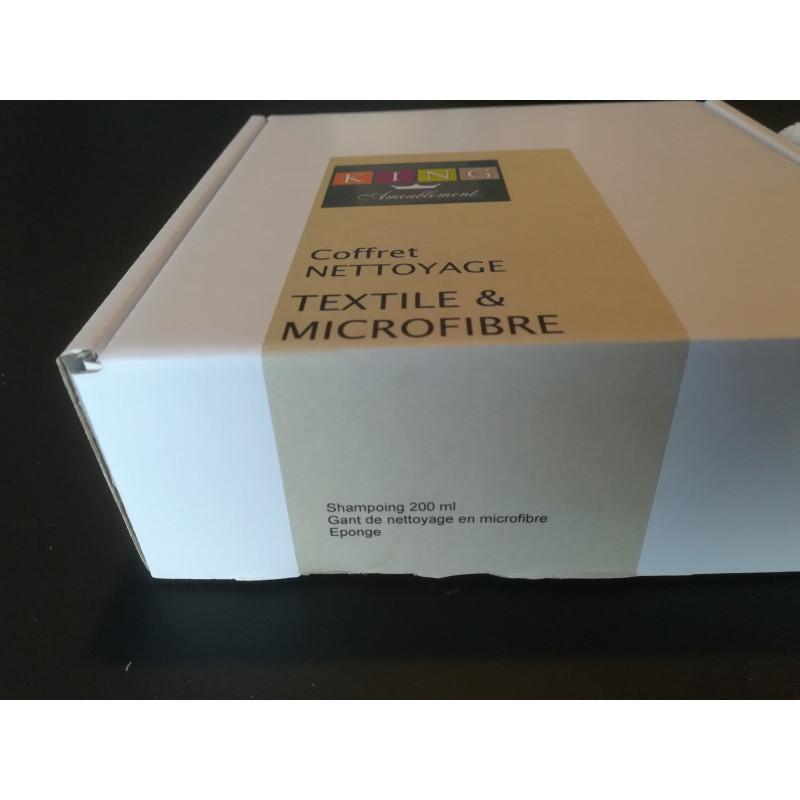 KING
Ameublement
Coffret
NETTOYAGE
TEXTILE &
MICROFIBRE
Shampoing 200 ml
Gant de nettoyage en microfibre
Eponge